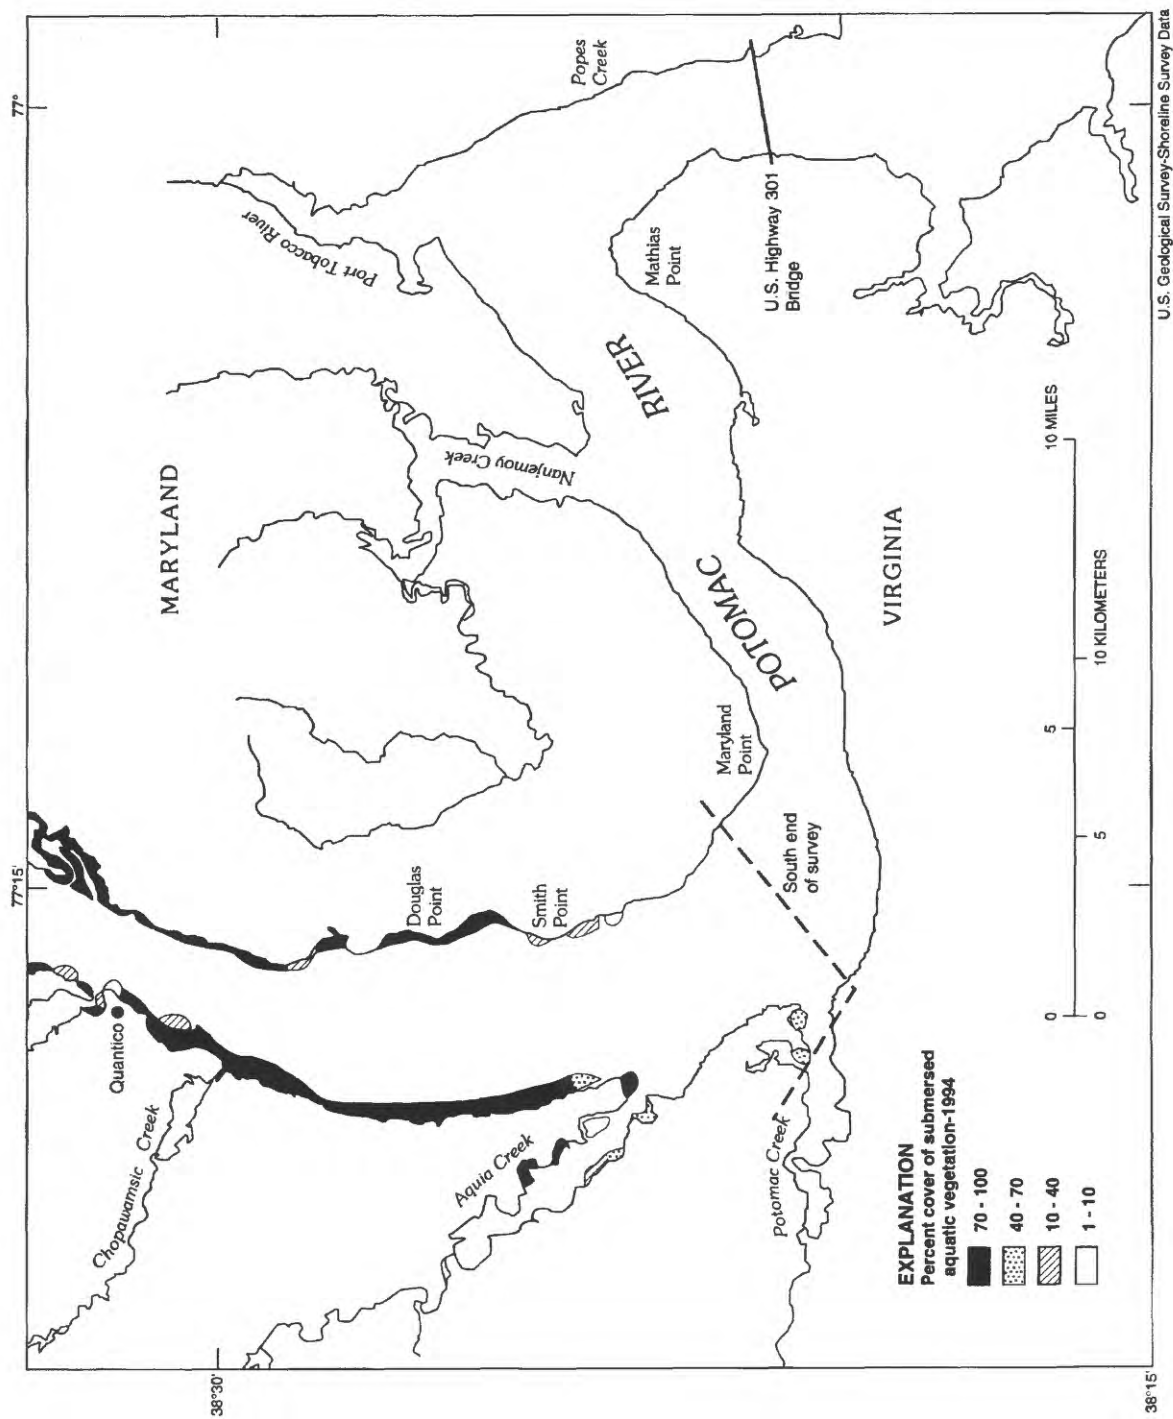 77°15'
77°
38°30'
38°15'
MARYLAND
Port Tobacco River
Popes
Creek
Nanjemoy Creek
Quantico
Chopawamsic Creek
Douglas
Point
Smith
Point
Aquia Creek
RIVER
Mathias
Point
U.S. Highway 301
Bridge
POTOMAC
Maryland
Point
South end
of survey
Potomac Creek
VIRGINIA
EXPLANATION
Percent cover of submersed
aquatic vegetation-1994
70 - 100
40 - 70
10 - 40
1 - 10
0 5 10 MILES
0 5 10 KILOMETERS
U.S. Geological Survey-Shoreline Survey Data